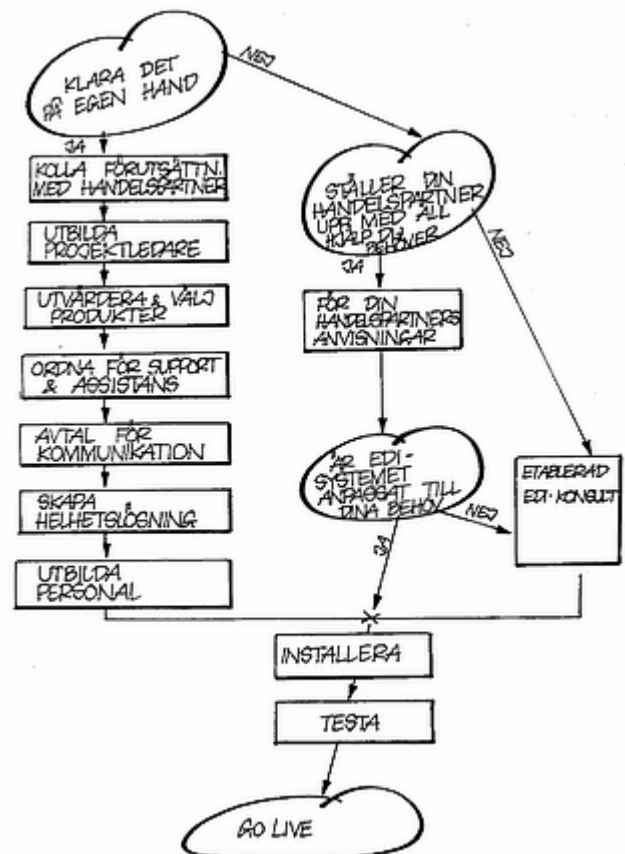 KLARA DET
PÅ EGEN HAND
NEJ
JA
KOLLA FÖRUTSÄTTN.
MED HANDELSPARTNER
UTBILDA
PROJEKTLEDARE
UTVÄRDERA & VÄLJ
PRODUKTER
ORDNA FÖR SUPPORT
& ASSISTANS
AVTAL FÖR
KOMMUNIKATION
SKAPA
HELHETSLÖSNING
UTBILDA
PERSONAL
STÄLLER DIN
HANDELSPARTNER
UPP MED ALL
HJÄLP DU
BEHÖVER
NEJ
JA
FÖR DIN
HANDELSPARTNERS
ANVISNINGAR
ÄR EDI-
SYSTEMET
ANPASSAT TILL
DINA BEHOV
NEJ
JA
ETABLERAD
EDI-KONSULT
INSTALLERA
TESTA
GO LIVE